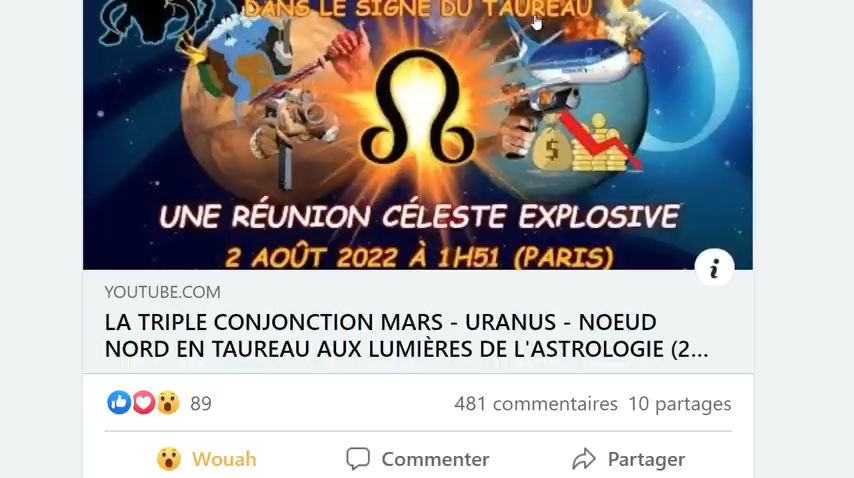 DANS LE SIGNE DU TAUREAU
UNE RÉUNION CÉLESTE EXPLOSIVE
2 AOÛT 2022 À 1H51 (PARIS)
YOUTUBE.COM
LA TRIPLE CONJONCTION MARS - URANUS - NOEUD
NORD EN TAUREAU AUX LUMIÈRES DE L'ASTROLOGIE (2...
89
481 commentaires 10 partages
Wouah
Commenter
Partager